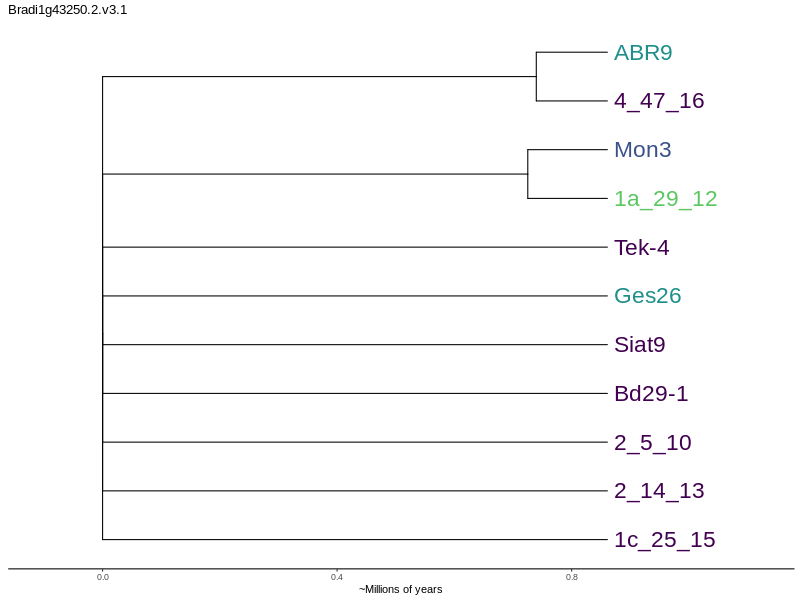 Bradi1g43250.2.v3.1
ABR9
4_47_16
Mon3
1a_29_12
Tek-4
Ges26
Siat9
Bd29-1
2_5_10
2_14_13
1c_25_15
0.0 0.4 0.8
~Millions of years